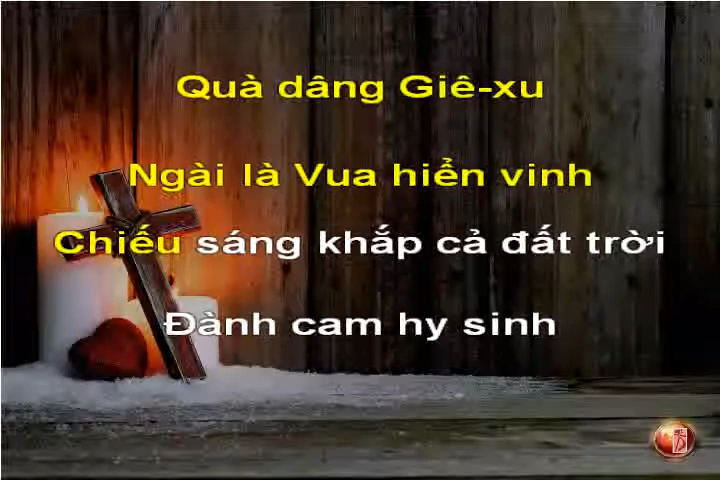 Quà dâng Giê-xu
Ngài là Vua hiển vinh
Chiếu sáng khắp cả đất trời
Đành cam hy sinh